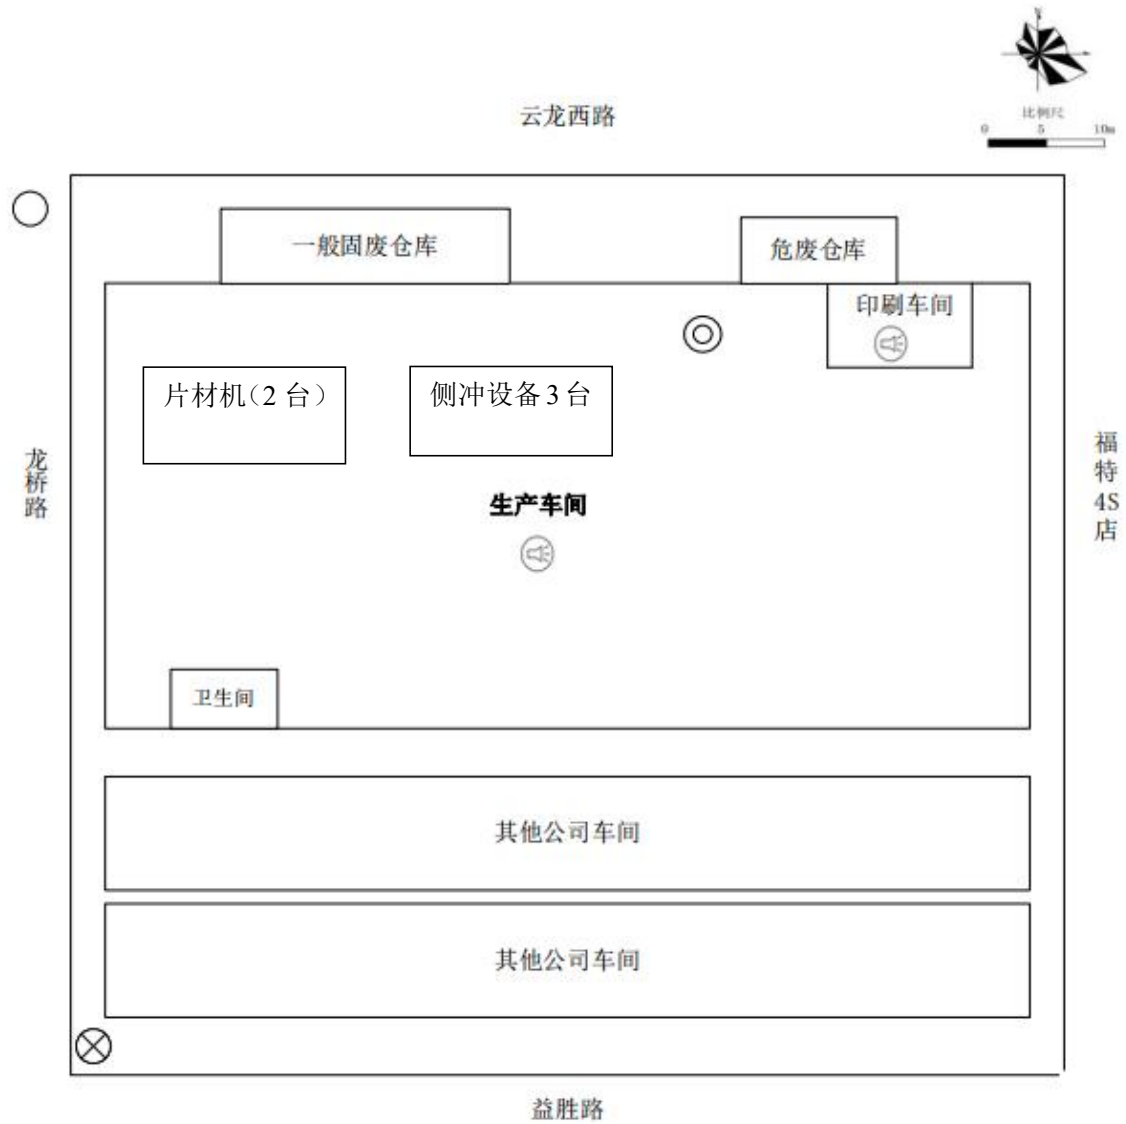 N
云龙西路
比例尺
0 5 10m
一般固废仓库
危废仓库
印刷车间
片材机（2 台）
侧冲设备 3 台
龙桥路
福特4S店
生产车间
卫生间
其他公司车间
其他公司车间
益胜路